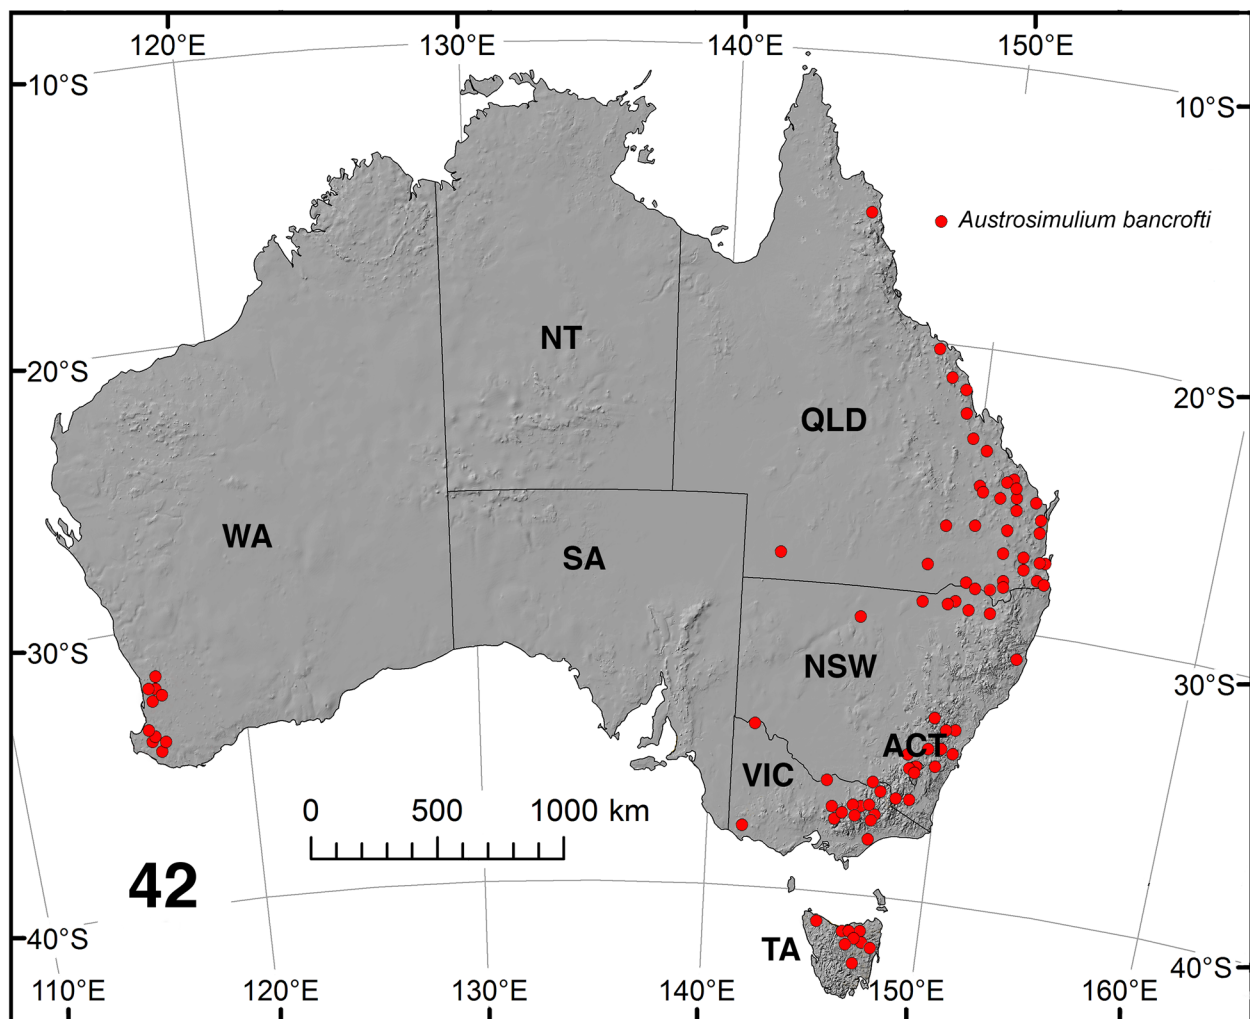 120°E 130°E 140°E 150°E
10°S 10°S
Austrosimulium bancrofti
NT
20°S 20°S
QLD
WA SA
30°S 30°S
NSW
ACT
VIC
0 500 1000 km
42
TA
40°S 40°S
110°E 120°E 130°E 140°E 150°E 160°E